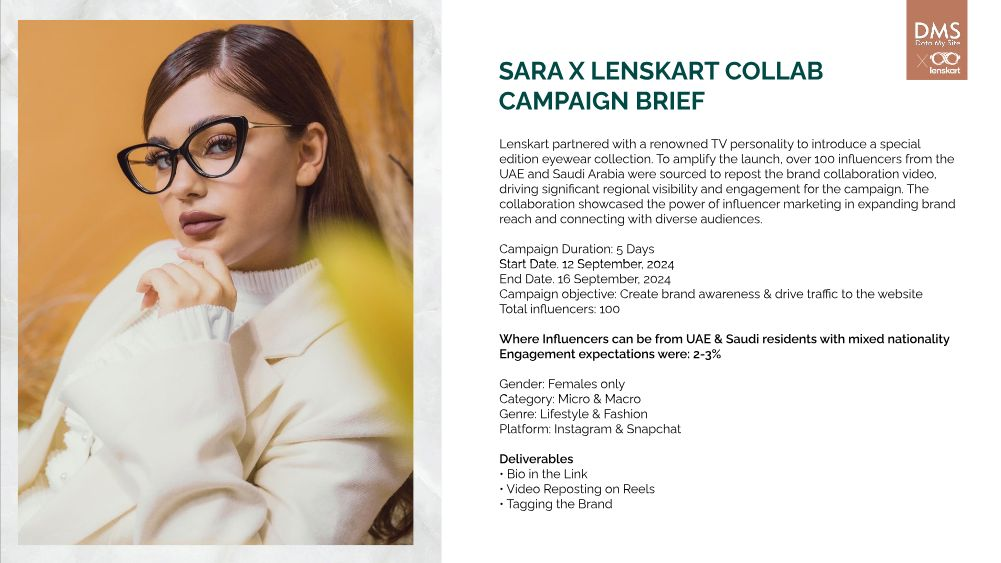 DMS
Data My Site
X lenskart
SARA X LENSKART COLLAB
CAMPAIGN BRIEF
Lenskart partnered with a renowned TV personality to introduce a special
edition eyewear collection. To amplify the launch, over 100 influencers from the
UAE and Saudi Arabia were sourced to repost the brand collaboration video,
driving significant regional visibility and engagement for the campaign. The
collaboration showcased the power of influencer marketing in expanding brand
reach and connecting with diverse audiences.
Campaign Duration: 5 Days
Start Date. 12 September, 2024
End Date. 16 September, 2024
Campaign objective: Create brand awareness & drive traffic to the website
Total influencers: 100
Where Influencers can be from UAE & Saudi residents with mixed nationality
Engagement expectations were: 2-3%
Gender: Females only
Category: Micro & Macro
Genre: Lifestyle & Fashion
Platform: Instagram & Snapchat
Deliverables
• Bio in the Link
• Video Reposting on Reels
• Tagging the Brand